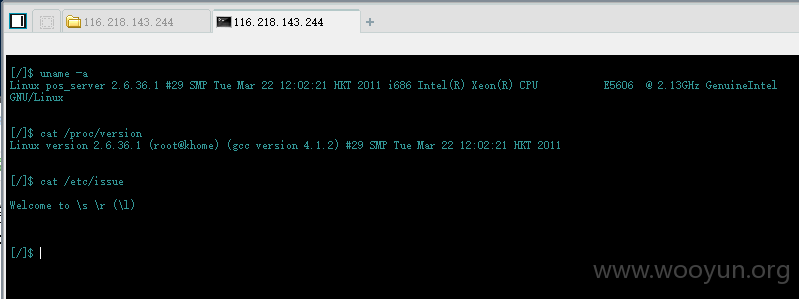 116.218.143.244
116.218.143.244
[/]$ uname -a
Linux pos_server 2.6.36.1 #29 SMP Tue Mar 22 12:02:21 HKT 2011 i686 Intel(R) Xeon(R) CPU           E5606  @ 2.13GHz GenuineIntel
GNU/Linux
[/]$ cat /proc/version
Linux version 2.6.36.1 (root@khome) (gcc version 4.1.2) #29 SMP Tue Mar 22 12:02:21 HKT 2011
[/]$ cat /etc/issue
Welcome to \s \r (\l)
[/]$
www.wooyun.org